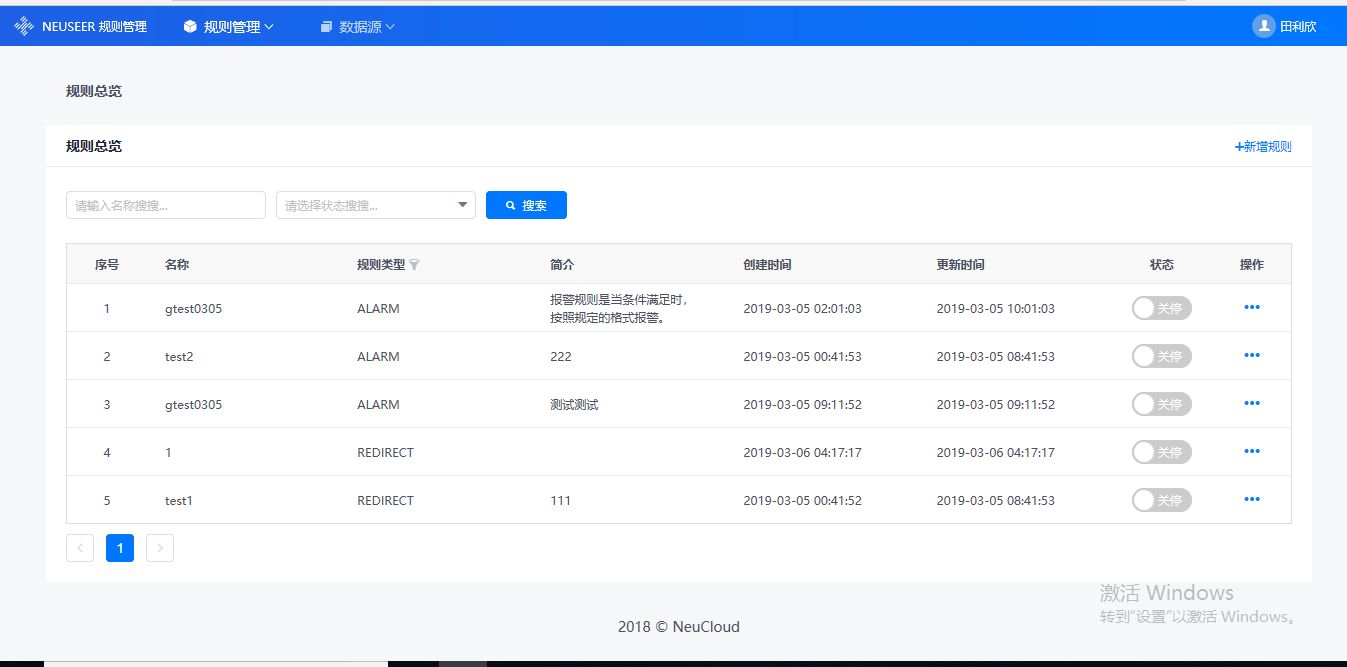 NEUSEER 规则管理 规则管理 数据源 田利欣
规则总览
规则总览 +新增规则
请输入名称搜搜... 请选择状态搜搜... 搜索
序号 名称 规则类型 简介 创建时间 更新时间 状态 操作
1 gtest0305 ALARM 报警规则是当条件满足时，按照规定的格式报警。 2019-03-05 02:01:03 2019-03-05 10:01:03 关停 •••
2 test2 ALARM 222 2019-03-05 00:41:53 2019-03-05 08:41:53 关停 •••
3 gtest0305 ALARM 测试测试 2019-03-05 09:11:52 2019-03-05 09:11:52 关停 •••
4 1 REDIRECT 2019-03-06 04:17:17 2019-03-06 04:17:17 关停 •••
5 test1 REDIRECT 111 2019-03-05 00:41:52 2019-03-05 08:41:53 关停 •••
< 1 >
激活 Windows
转到“设置”以激活 Windows。
2018 © NeuCloud